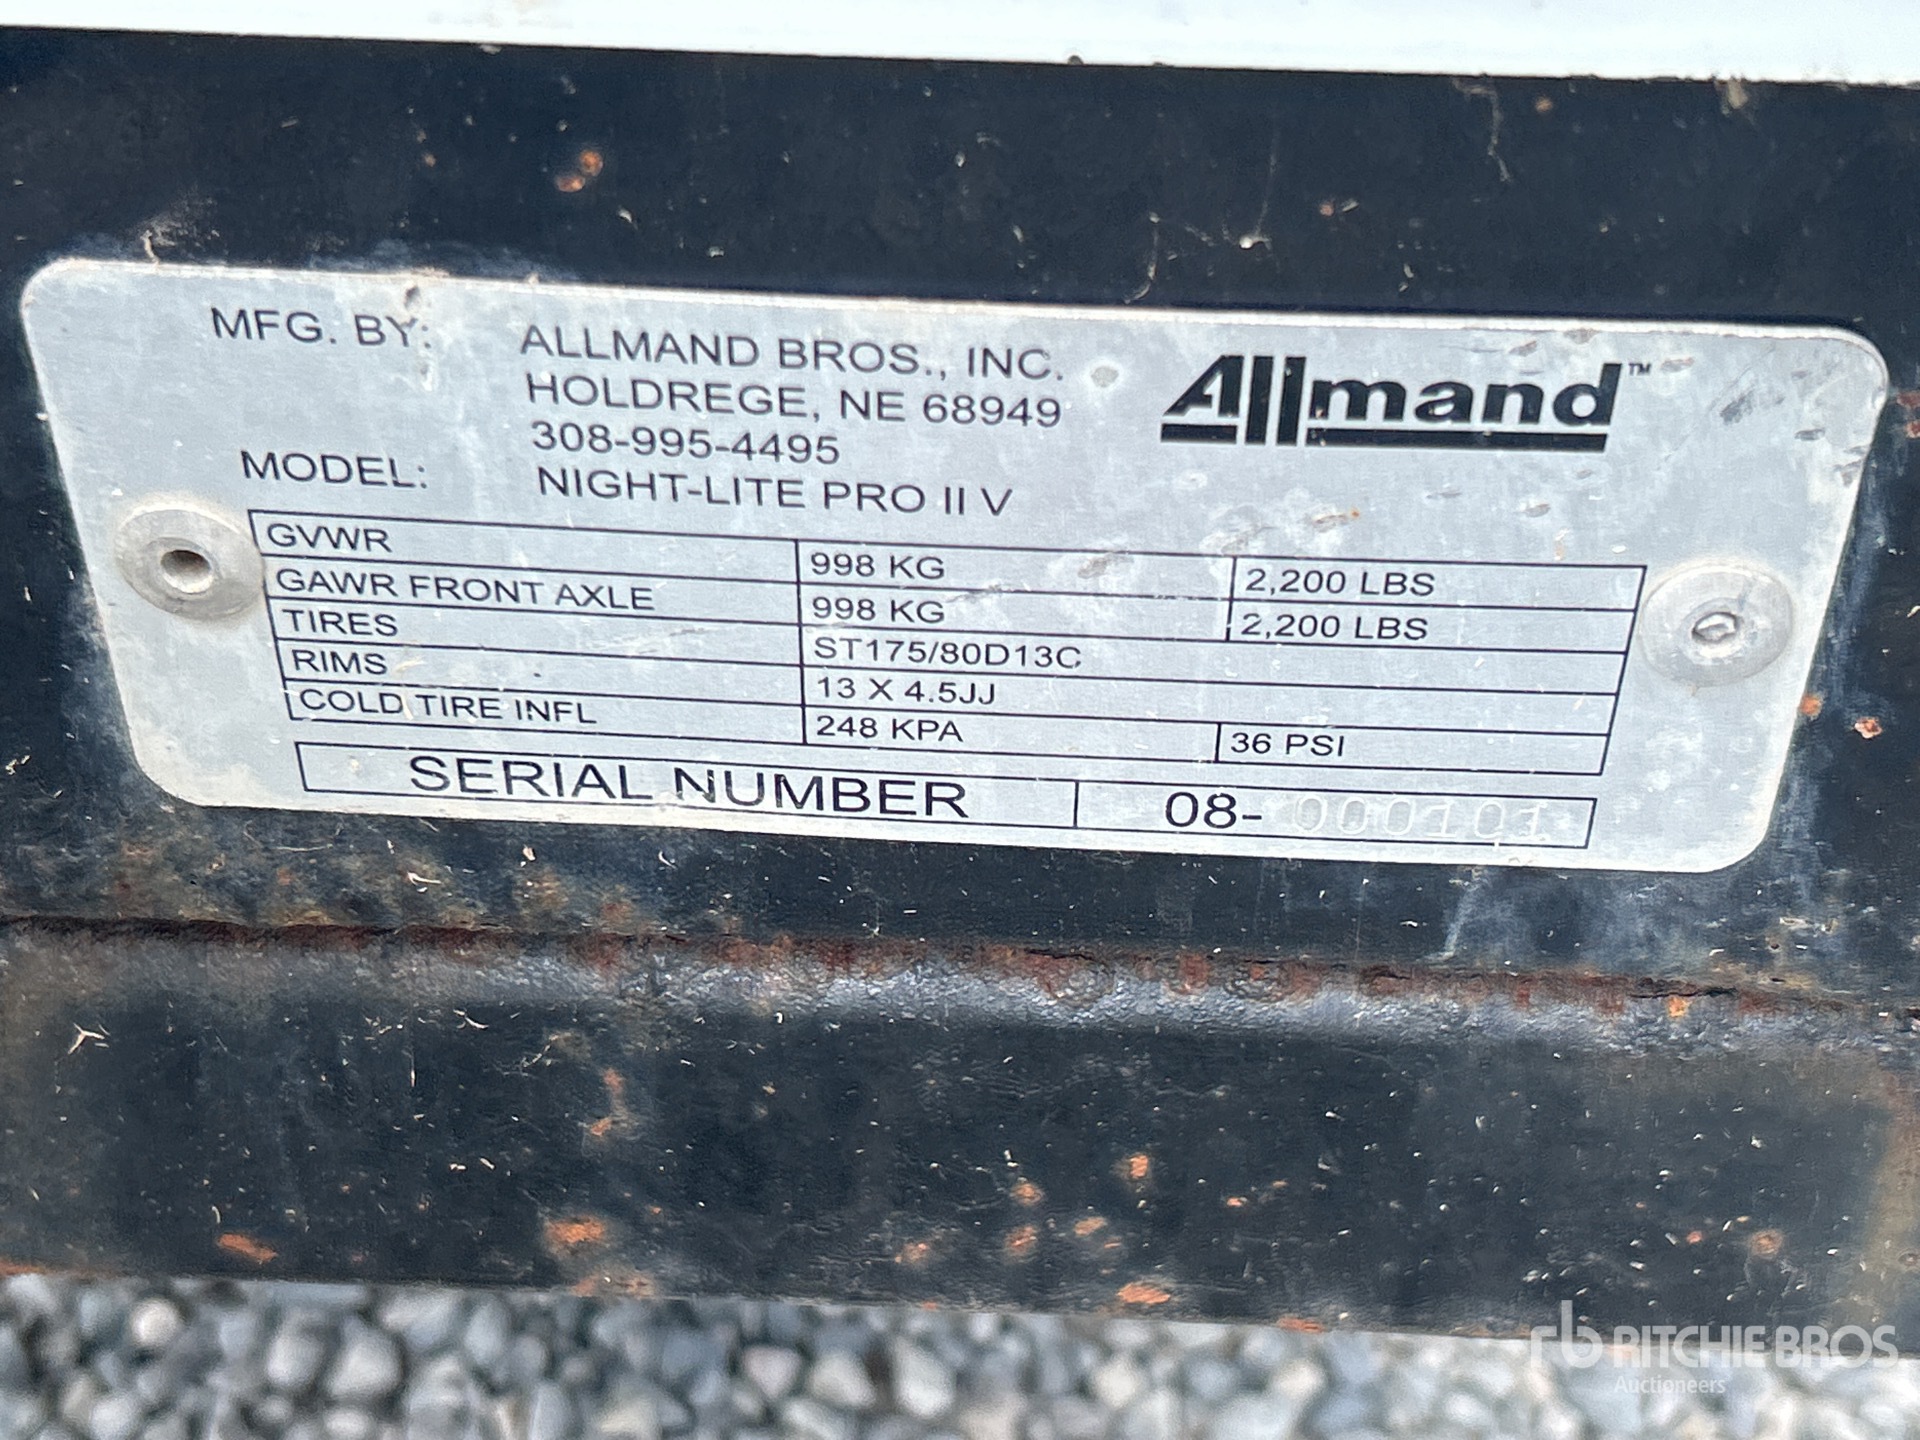 MFG. BY: ALLMAND BROS., INC.
HOLDREGE, NE 68949
308-995-4495
Allmand™
MODEL: NIGHT-LITE PRO II V
GVWR 998 KG 2,200 LBS
GAWR FRONT AXLE 998 KG 2,200 LBS
TIRES ST175/80D13C
RIMS 13 X 4.5JJ
COLD TIRE INFL 248 KPA 36 PSI
SERIAL NUMBER 08-000101
rb RITCHIE BROS
Auctioneers